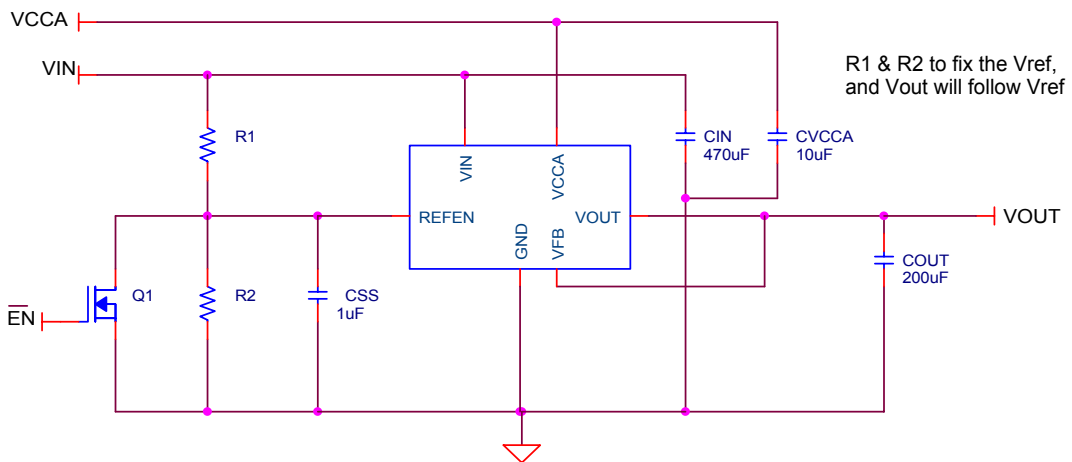 VCCA
VIN
R1 & R2 to fix the Vref,
and Vout will follow Vref
R1
CIN
470uF
CVCCA
10uF
VIN
VCCA
REFEN
VOUT
GND
VFB
VOUT
COUT
200uF
Q1
R2
CSS
1uF
EN